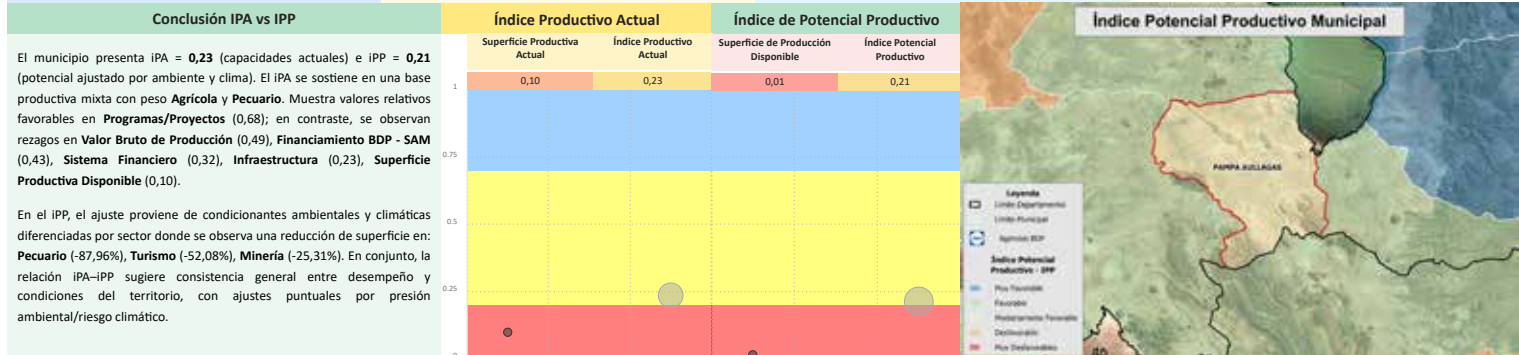 Conclusión IPA vs IPP
El municipio presenta iPA = 0,23 (capacidades actuales) e iPP = 0,21
(potencial ajustado por ambiente y clima). El iPA se sostiene en una base
productiva mixta con peso Agrícola y Pecuario. Muestra valores relativos
favorables en Programas/Proyectos (0,68); en contraste, se observan
rezagos en Valor Bruto de Producción (0,49), Financiamiento BDP - SAM
(0,43), Sistema Financiero (0,32), Infraestructura (0,23), Superficie
Productiva Disponible (0,10).
En el iPP, el ajuste proviene de condicionantes ambientales y climáticas
diferenciadas por sector donde se observa una reducción de superficie en:
Pecuario (-87,96%), Turismo (-52,08%), Minería (-25,31%). En conjunto, la
relación iPA–iPP sugiere consistencia general entre desempeño y
condiciones del territorio, con ajustes puntuales por presión
ambiental/riesgo climático.
Índice Productivo Actual
Índice de Potencial Productivo
Superficie Productiva
Actual
Índice Productivo
Actual
Superficie de Producción
Disponible
Índice Potencial
Productivo
0,10
0,23
0,01
0,21
1
0.75
0.5
0.25
0
Índice Potencial Productivo Municipal
PAMPA AULLAGAS
Leyenda
Límite Departamental
Límite Municipal
Agencias BDP
Índice Potencial
Productivo - IPP
Muy Favorable
Favorable
Moderadamente Favorable
Desfavorable
Muy Desfavorable